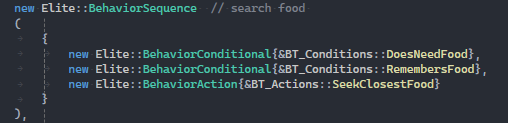 new Elite::BehaviorSequence  // search food
(
    {
        new Elite::BehaviorConditional{&BT_Conditions::DoesNeedFood},
        new Elite::BehaviorConditional{&BT_Conditions::RemembersFood},
        new Elite::BehaviorAction{&BT_Actions::SeekClosestFood}
    }
),